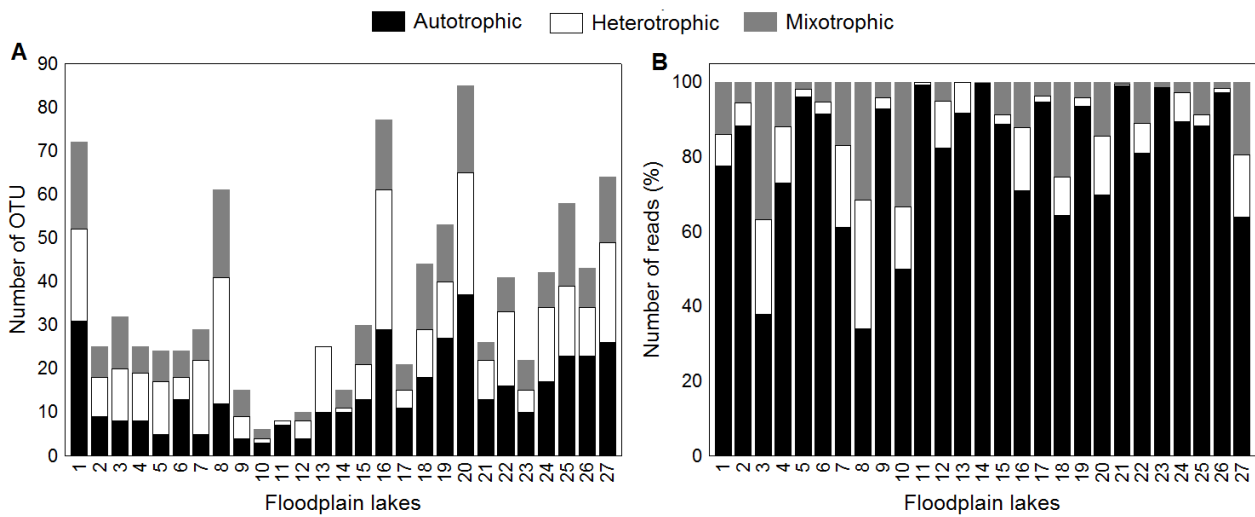 Autotrophic Heterotrophic Mixotrophic
A
90
80
70
60
50
40
30
20
10
0
Number of OTU
1 2 3 4 5 6 7 8 9 10 11 12 13 14 15 16 17 18 19 20 21 22 23 24 25 26 27
Floodplain lakes
B
100
80
60
40
20
0
Number of reads (%)
1 2 3 4 5 6 7 8 9 10 11 12 13 14 15 16 17 18 19 20 21 22 23 24 25 26 27
Floodplain lakes